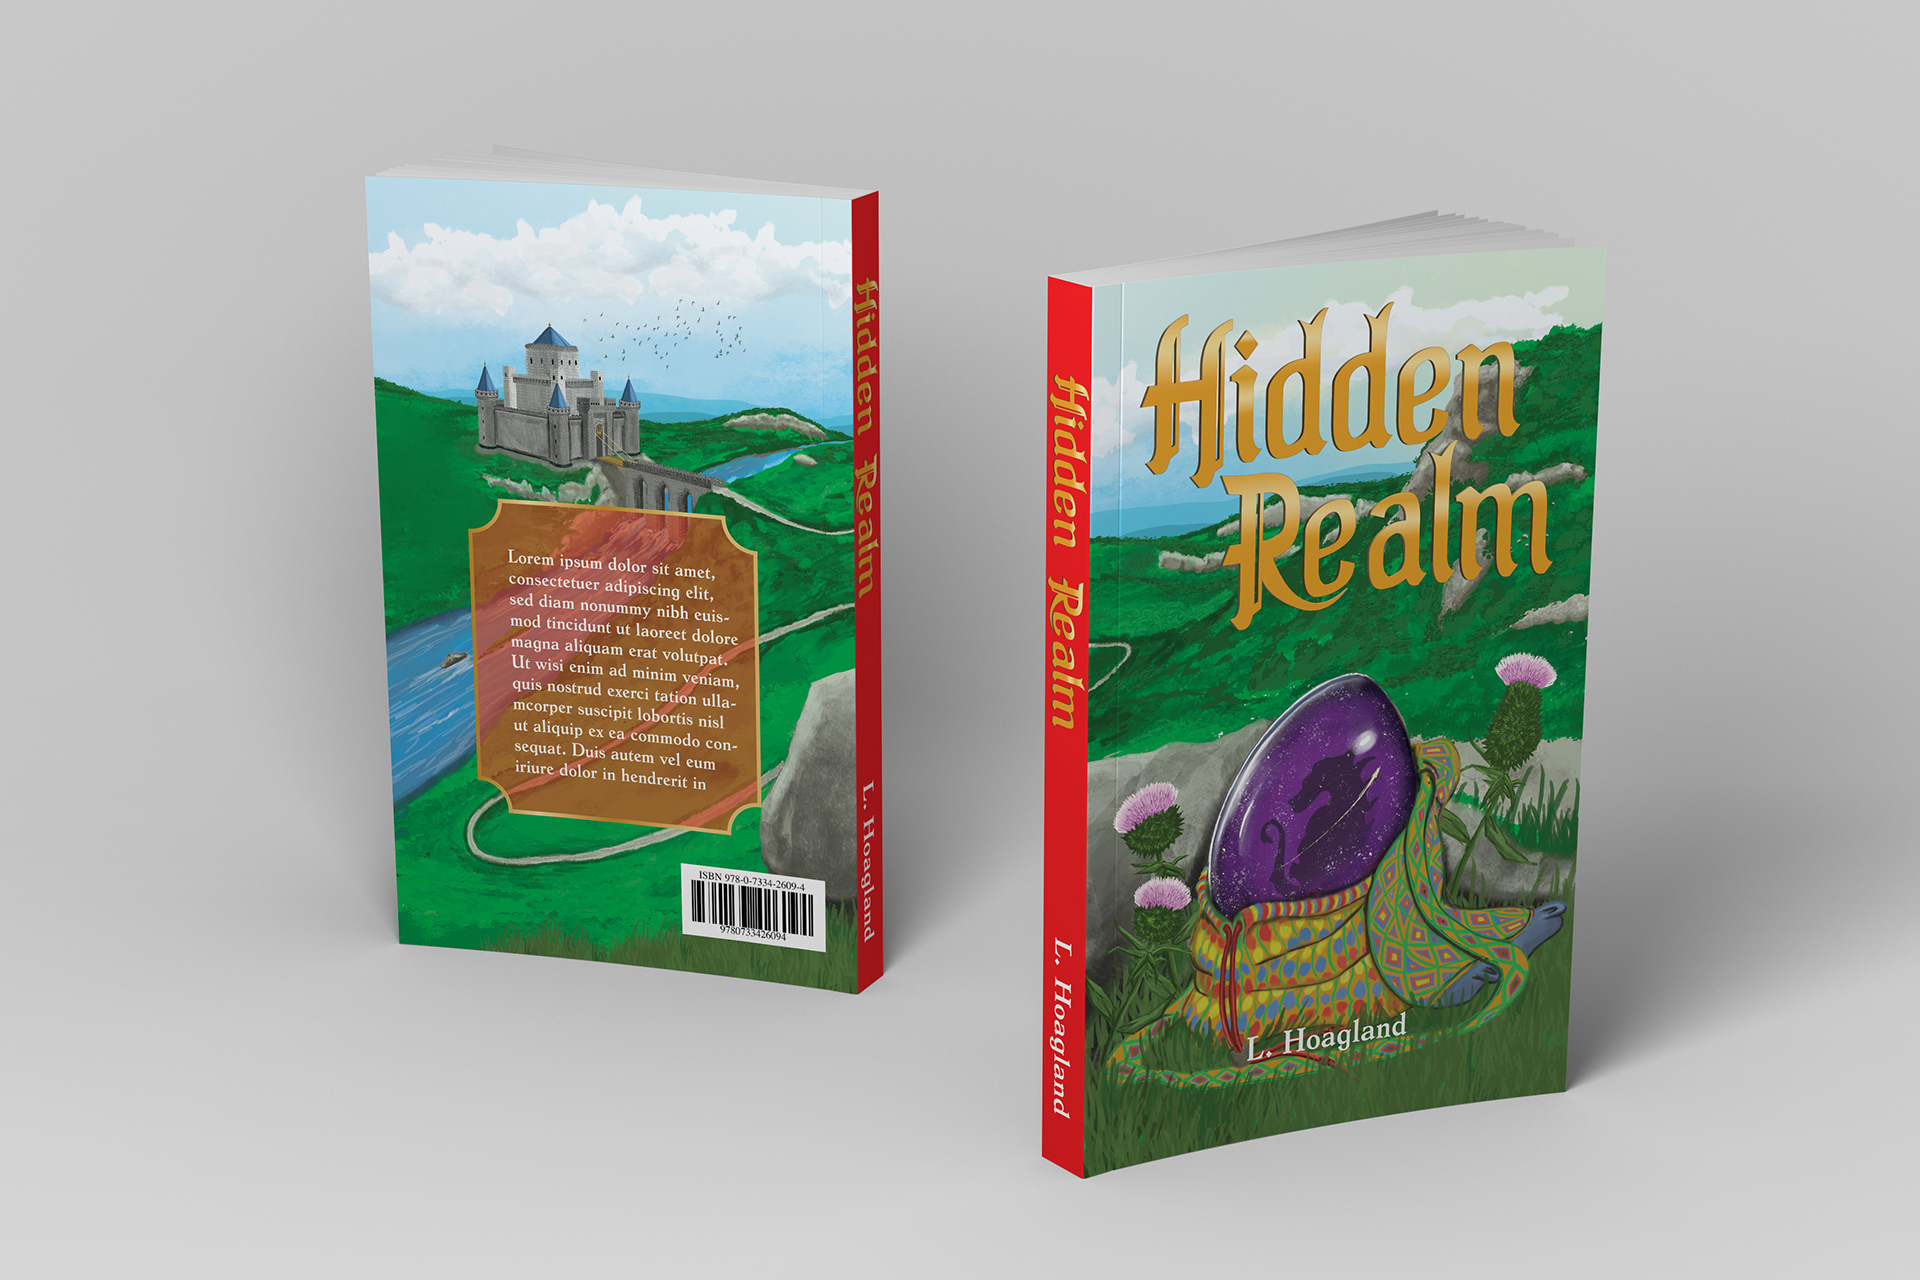 Hidden Realm
L. Hoagland
Lorem ipsum dolor sit amet,
consectetuer adipiscing elit,
sed diam nonummy nibh euis-
mod tincidunt ut laoreet dolore
magna aliquam erat volutpat.
Ut wisi enim ad minim veniam,
quis nostrud exerci tation ulla-
mcorper suscipit lobortis nisl
ut aliquip ex ea commodo con-
sequat. Duis autem vel eum
iriure dolor in hendrerit in
ISBN 978-0-7334-2609-4
9780733426094
Hidden Realm
L. Hoagland
Hidden
Realm
L. Hoagland